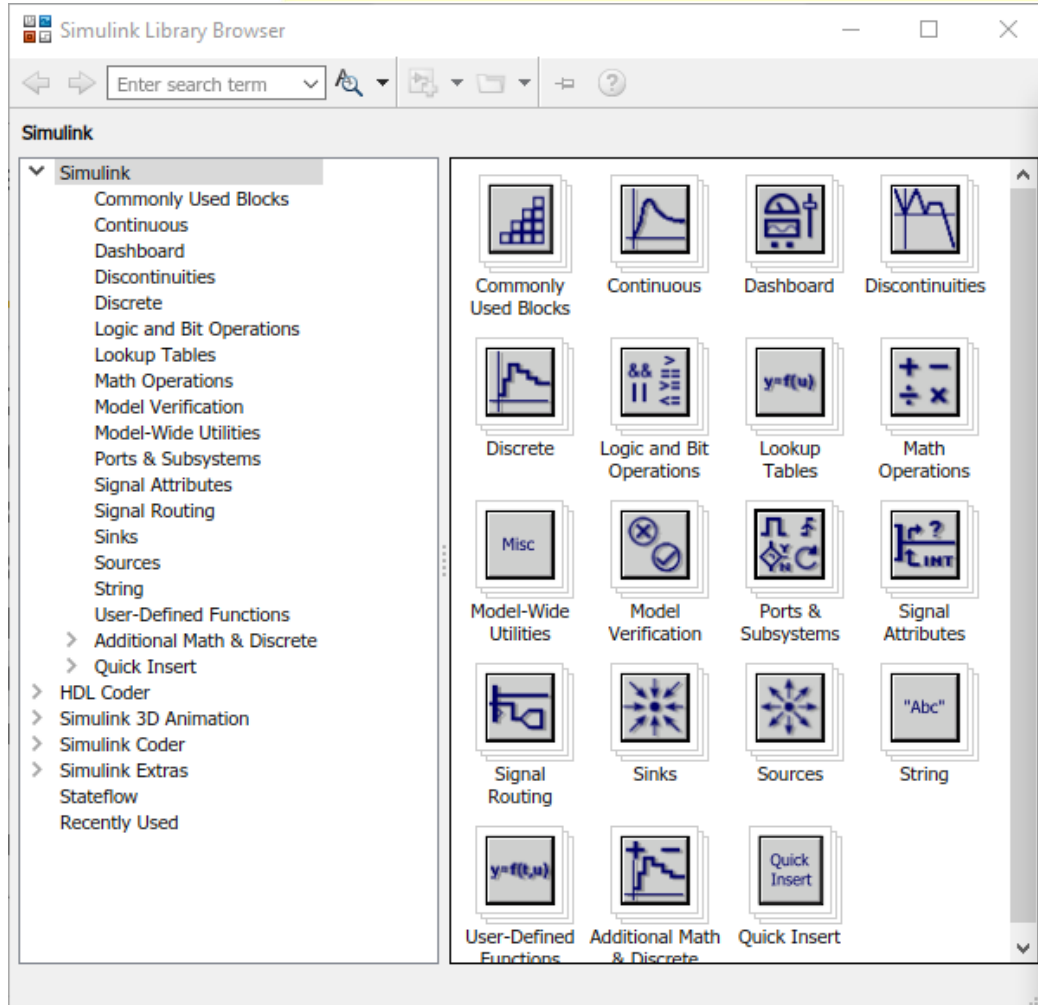 Simulink Library Browser
Enter search term
Simulink
Simulink
Commonly Used Blocks
Continuous
Dashboard
Discontinuities
Discrete
Logic and Bit Operations
Lookup Tables
Math Operations
Model Verification
Model-Wide Utilities
Ports & Subsystems
Signal Attributes
Signal Routing
Sinks
Sources
String
User-Defined Functions
Additional Math & Discrete
Quick Insert
HDL Coder
Simulink 3D Animation
Simulink Coder
Simulink Extras
Stateflow
Recently Used
Commonly
Used Blocks
Continuous
Dashboard
Discontinuities
&& > ==
|| >= <=
y=f(u)
+ −
÷ ×
Discrete
Logic and Bit
Operations
Lookup
Tables
Math
Operations
Misc
Y
N
?
INT
Model-Wide
Utilities
Model
Verification
Ports &
Subsystems
Signal
Attributes
"Abc"
Signal
Routing
Sinks
Sources
String
y=f(t,u)
+ −
Quick
Insert
User-Defined
Functions
Additional Math
& Discrete
Quick Insert